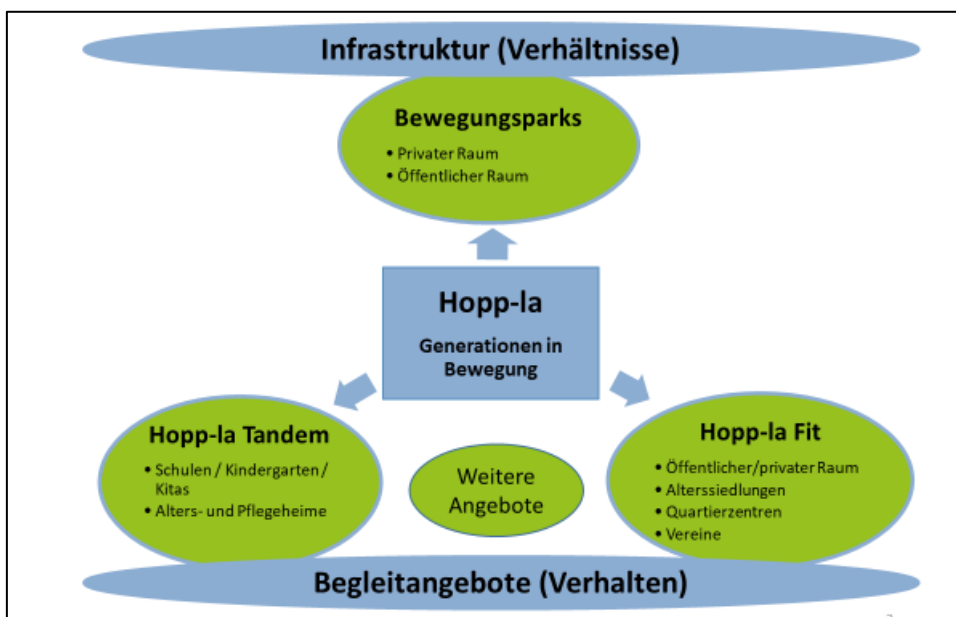 Infrastruktur (Verhältnisse)
Bewegungsparks
• Privater Raum
• Öffentlicher Raum
Hopp-la
Generationen in
Bewegung
Hopp-la Tandem
• Schulen / Kindergarten /
Kitas
• Alters- und Pflegeheime
Weitere
Angebote
Hopp-la Fit
• Öffentlicher/privater Raum
• Alterssiedlungen
• Quartierzentren
• Vereine
Begleitangebote (Verhalten)